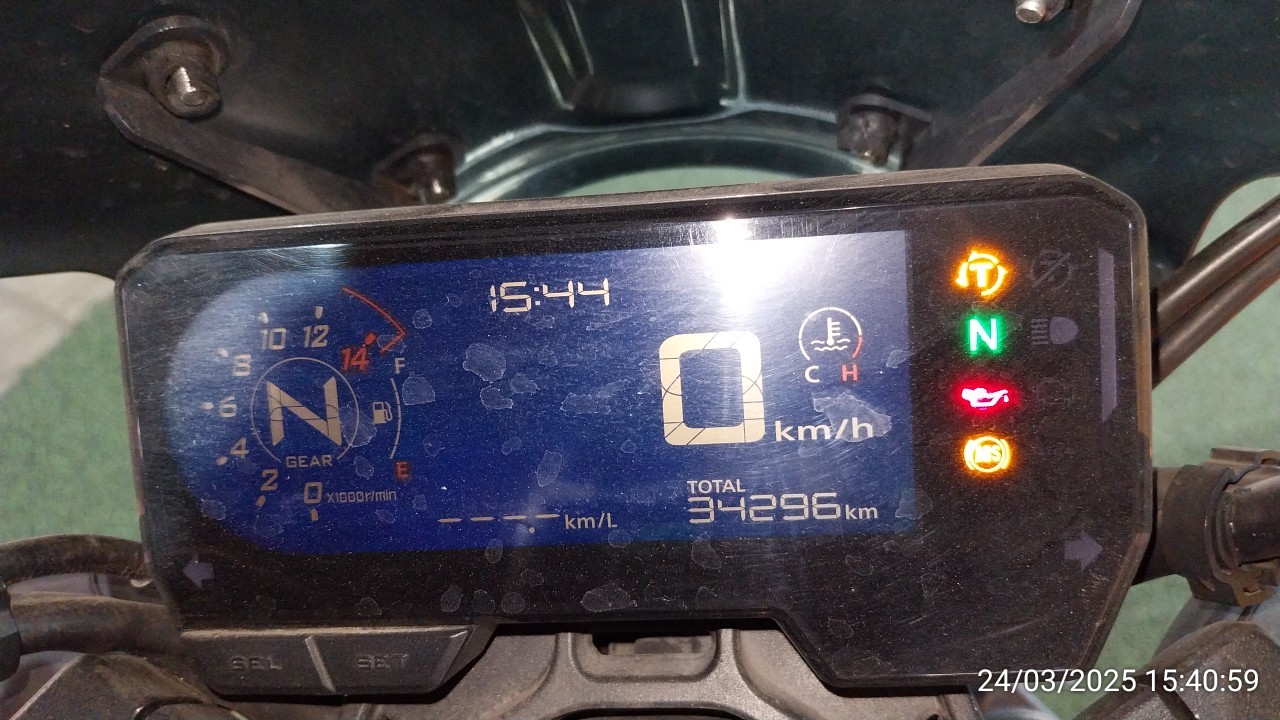 15:44
10 12
8
14
F
6
N
4
GEAR
E
2
0 X1000r/min
0
km/h
C H
T
N
ABS
----.- km/L
TOTAL
34296 km
SEL
SET
24/03/2025 15:40:59